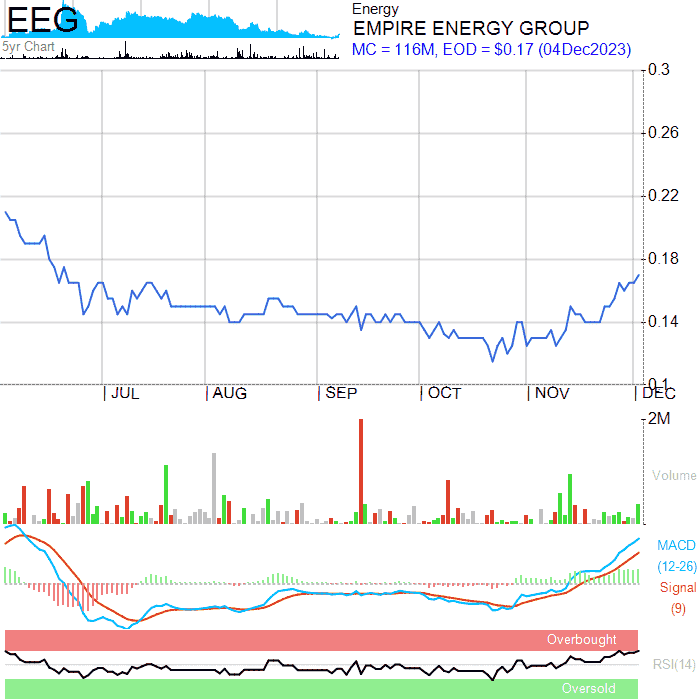 EEG
5yr Chart
Energy
EMPIRE ENERGY GROUP
MC = 116M, EOD = $0.17 (04Dec2023)
0.3
0.26
0.22
0.18
0.14
0.1
JUL AUG SEP OCT NOV DEC
2M
Volume
MACD
(12-26)
Signal
(9)
Overbought
RSI(14)
Oversold